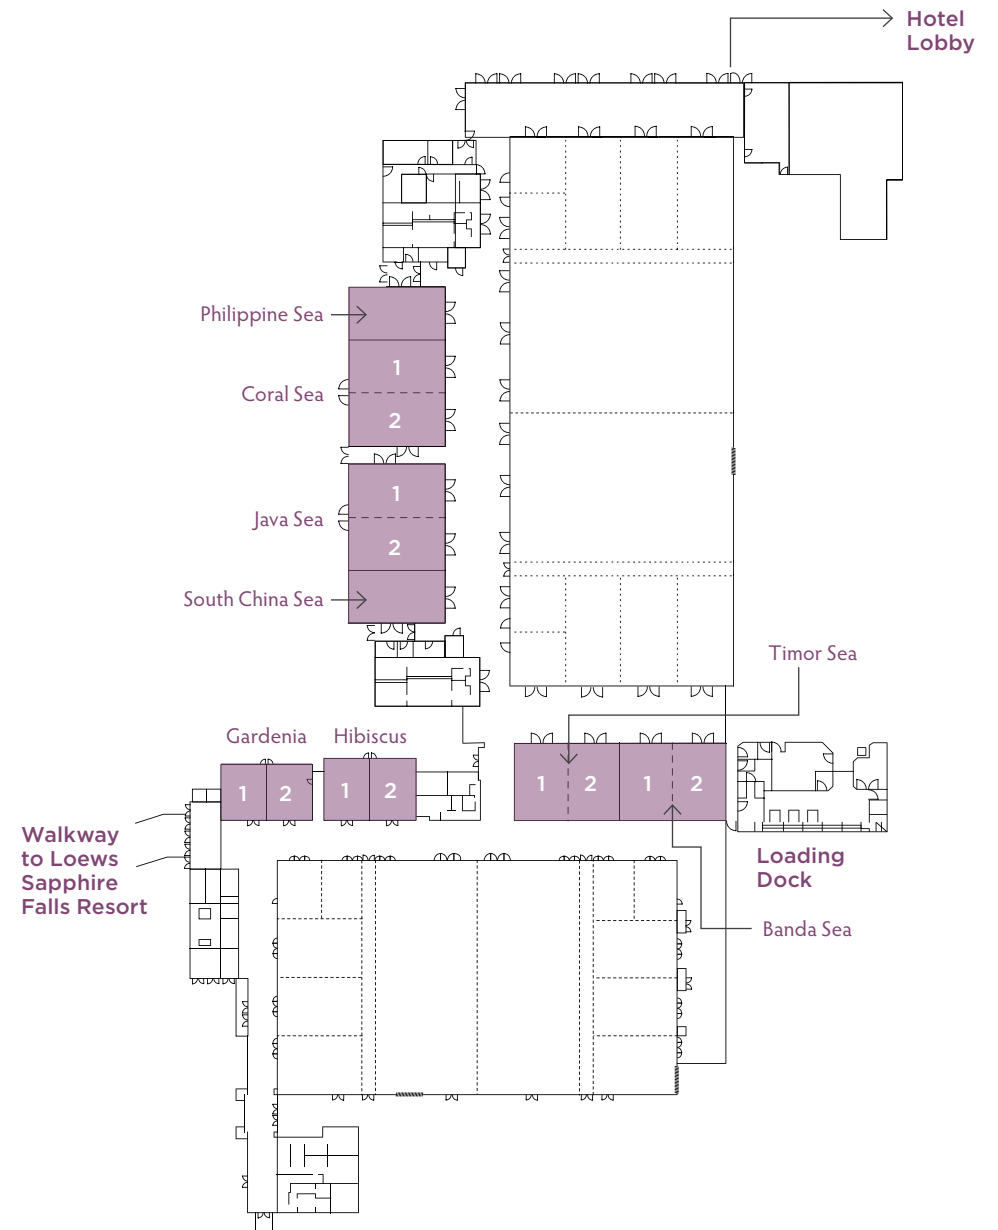 Hotel
Lobby
Philippine Sea
1
Coral Sea
2
1
Java Sea
2
South China Sea
Timor Sea
Gardenia
Hibiscus
1
2
1
2
1
2
1
2
Walkway
to Loews
Sapphire
Falls Resort
Loading
Dock
Banda Sea